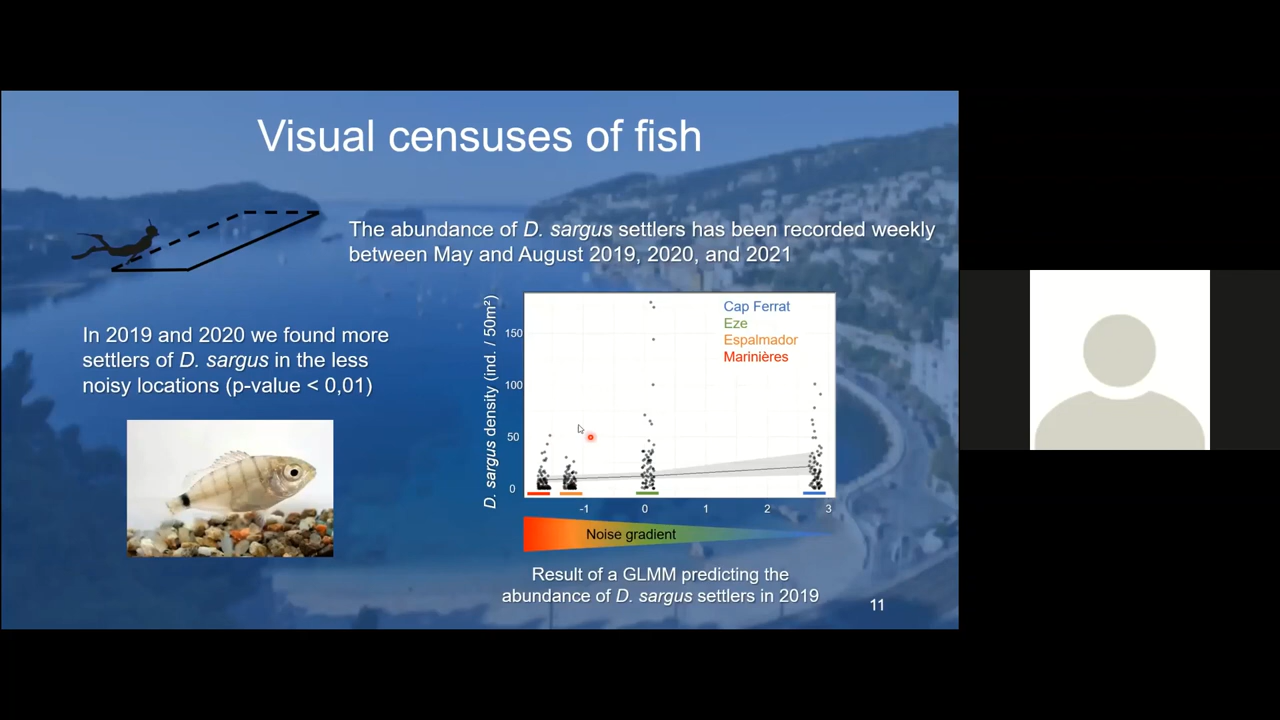 Visual censuses of fish
The abundance of D. sargus settlers has been recorded weekly
between May and August 2019, 2020, and 2021
In 2019 and 2020 we found more
settlers of D. sargus in the less
noisy locations (p-value < 0,01)
D. sargus density (ind. / 50m²)
150
100
50
0
Cap Ferrat
Eze
Espalmador
Marinières
-1 0 1 2 3
Noise gradient
Result of a GLMM predicting the
abundance of D. sargus settlers in 2019
11